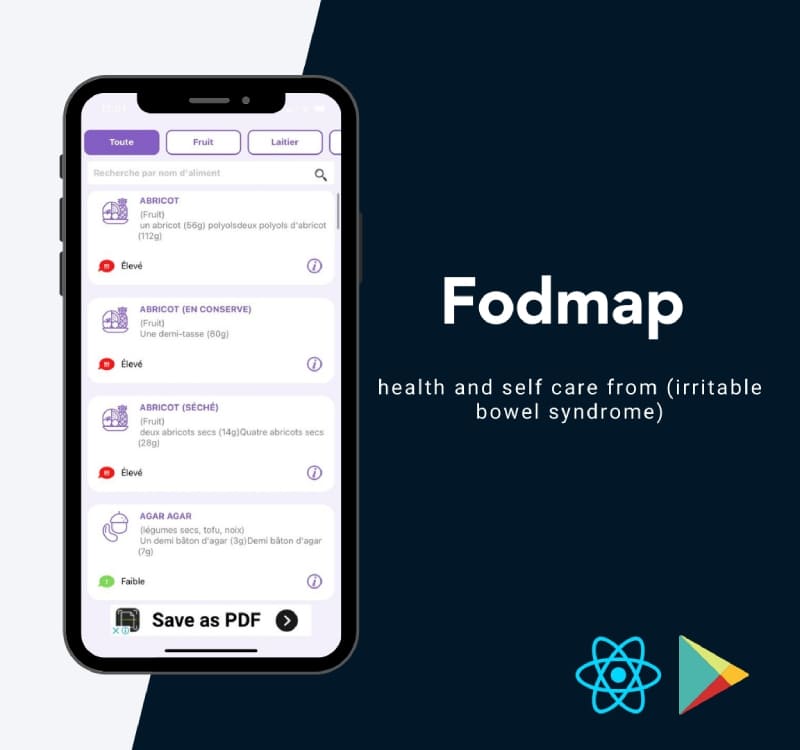 Toute
Fruit
Laitier
Recherche par nom d'aliment
ABRICOT
(Fruit)
un abricot (56g) polyolsdeux polyols d'abricot
(112g)
Élevé
ABRICOT (EN CONSERVE)
(Fruit)
Une demi-tasse (80g)
Élevé
ABRICOT (SÉCHÉ)
(Fruit)
deux abricots secs (14g)Quatre abricots secs
(28g)
Élevé
AGAR AGAR
(légumes secs, tofu, noix)
Un demi bâton d'agar (3g)Demi bâton d'agar
(7g)
Faible
Save as PDF
Fodmap
health and self care from (irritable
bowel syndrome)